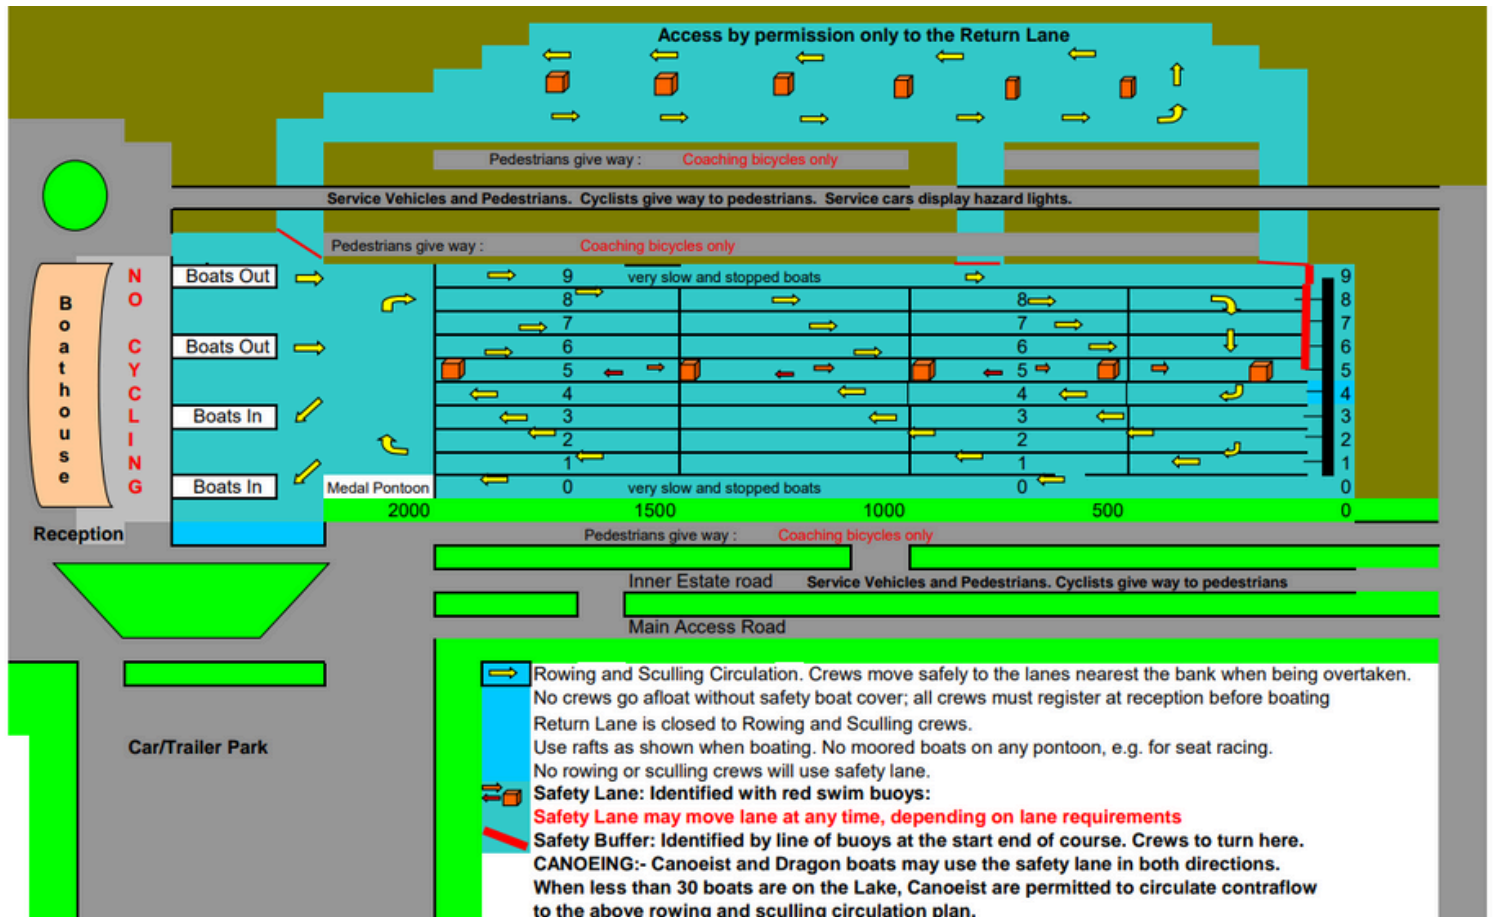 Access by permission only to the Return Lane
Pedestrians give way : Coaching bicycles only
Service Vehicles and Pedestrians. Cyclists give way to pedestrians. Service cars display hazard lights.
Pedestrians give way : Coaching bicycles only
Boathouse
NO CYCLING
Boats Out
Boats Out
Boats In
Boats In
9 very slow and stopped boats 9
8 8 8
7 7 7
6 6 6
5 5 5
4 4 4
3 3 3
2 2 2
1 1 1
Medal Pontoon 0 very slow and stopped boats 0 0
2000 1500 1000 500 0
Reception
Pedestrians give way : Coaching bicycles only
Inner Estate road Service Vehicles and Pedestrians. Cyclists give way to pedestrians
Main Access Road
Car/Trailer Park
Rowing and Sculling Circulation. Crews move safely to the lanes nearest the bank when being overtaken.
No crews go afloat without safety boat cover; all crews must register at reception before boating
Return Lane is closed to Rowing and Sculling crews.
Use rafts as shown when boating. No moored boats on any pontoon, e.g. for seat racing.
No rowing or sculling crews will use safety lane.
Safety Lane: Identified with red swim buoys:
Safety Lane may move lane at any time, depending on lane requirements
Safety Buffer: Identified by line of buoys at the start end of course. Crews to turn here.
CANOEING:- Canoeist and Dragon boats may use the safety lane in both directions.
When less than 30 boats are on the Lake, Canoeist are permitted to circulate contraflow
to the above rowing and sculling circulation plan.